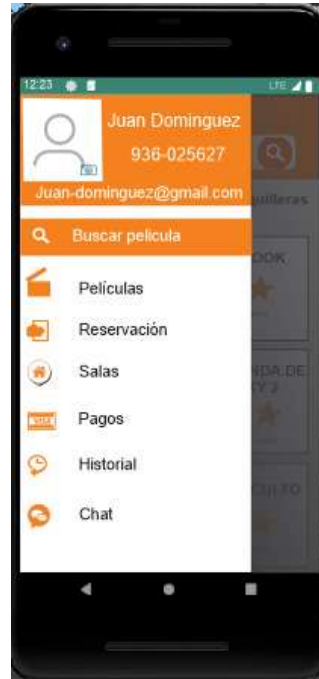 12:23 LTE
Juan Dominguez
936-025627
Juan-dominguez@gmail.com
Buscar pelicula
Películas
Reservación
Salas
VISA Pagos
Historial
Chat